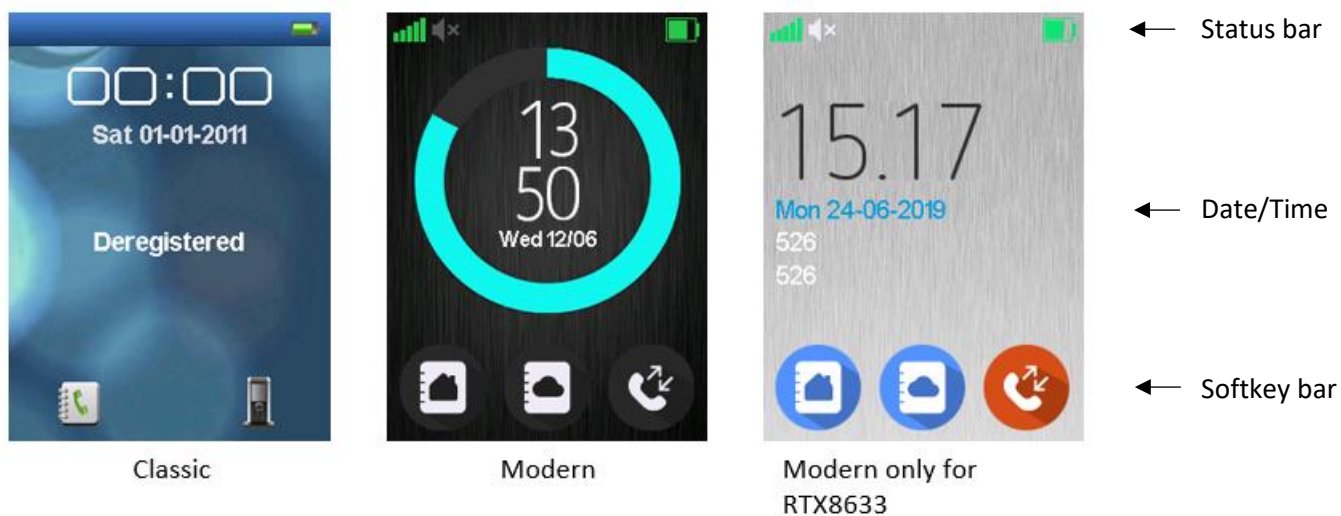 00:00
Sat 01-01-2011
Deregistered
Classic
13
50
Wed 12/06
Modern
15.17
Mon 24-06-2019
526
526
Modern only for
RTX8633
Status bar
Date/Time
Softkey bar